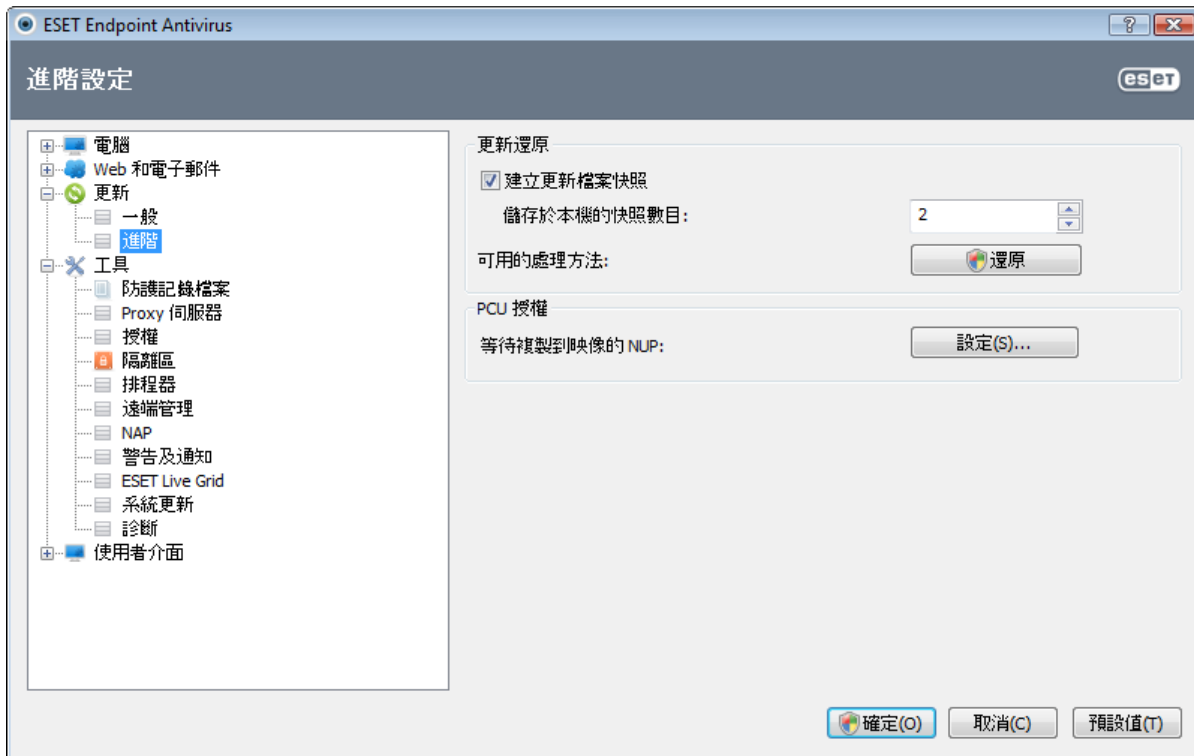 ESET Endpoint Antivirus
進階設定
eseT
電腦
Web 和電子郵件
更新
一般
進階
工具
防護記錄檔案
Proxy 伺服器
授權
隔離區
排程器
遠端管理
NAP
警告及通知
ESET Live Grid
系統更新
診斷
使用者介面
更新還原
建立更新檔案快照
儲存於本機的快照數目:
2
可用的處理方法:
還原
PCU 授權
等待複製到映像的 NUP:
設定(S)...
確定(O)
取消(C)
預設值(T)